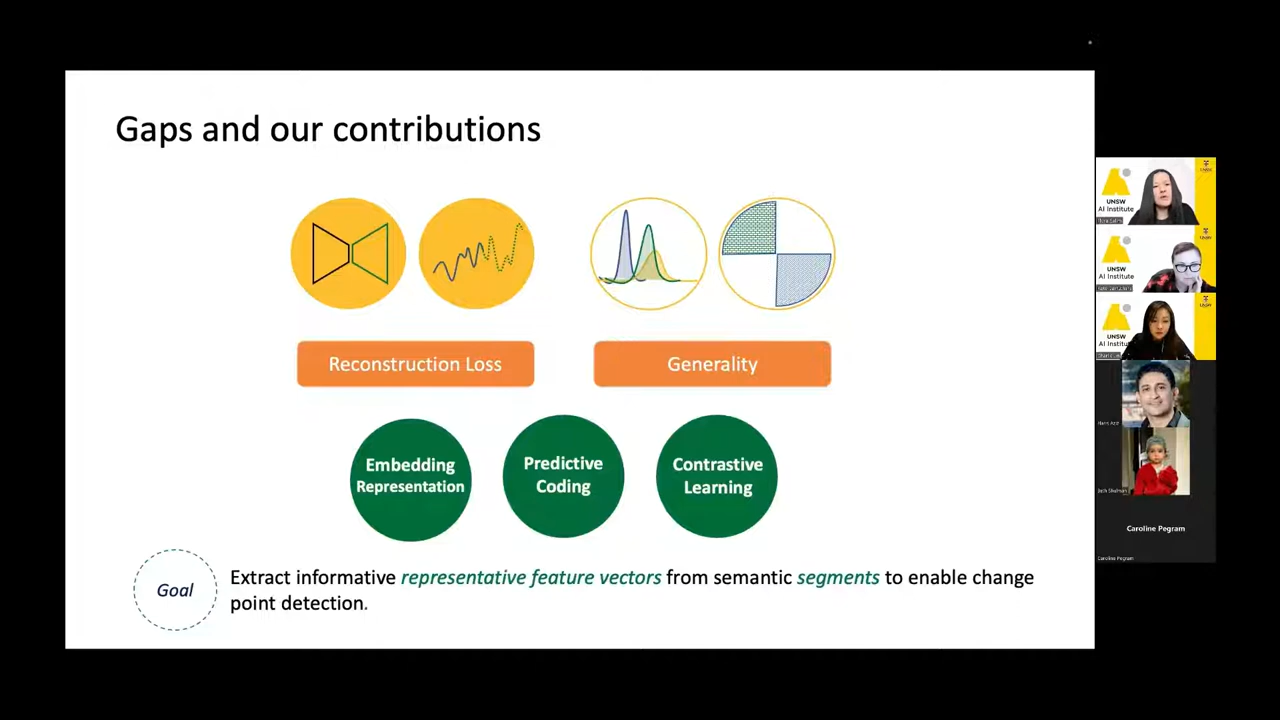 Gaps and our contributions
Reconstruction Loss
Generality
Embedding
Representation
Predictive
Coding
Contrastive
Learning
Goal
Extract informative representative feature vectors from semantic segments to enable change
point detection.
UNSW
AI Institute
UNSW
AI Institute
UNSW
AI Institute
Caroline Pegram
Caroline Pegram